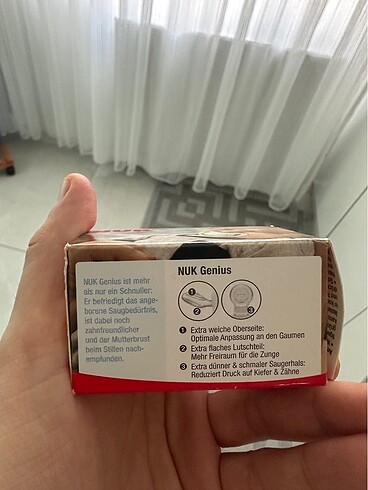 NUK Genius ist mehr
als nur ein Schnuller:
Er befriedigt das ange-
borene Saugbedürfnis,
ist dabei noch
zahnfreundlicher
und der Mutterbrust
beim Stillen nach-
empfunden.
NUK Genius
1
2
3
1 Extra weiche Oberseite:
Optimale Anpassung an den Gaumen
2 Extra flaches Lutschteil:
Mehr Freiraum für die Zunge
3 Extra dünner & schmaler Saugerhals:
Reduziert Druck auf Kiefer & Zähne